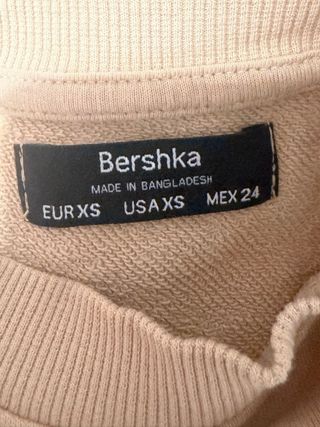 Bershka
MADE IN BANGLADESH
EUR XS USA XS MEX 24